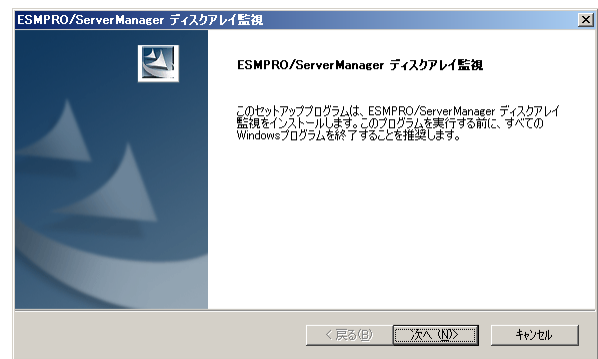 ESMPRO/ServerManager ディスクアレイ監視
ESMPRO/ServerManager ディスクアレイ監視
このセットアッププログラムは、ESMPRO/ServerManager ディスクアレイ
監視をインストールします。このプログラムを実行する前に、すべての
Windowsプログラムを終了することを推奨します。
< 戻る(B) 次へ (N)> キャンセル